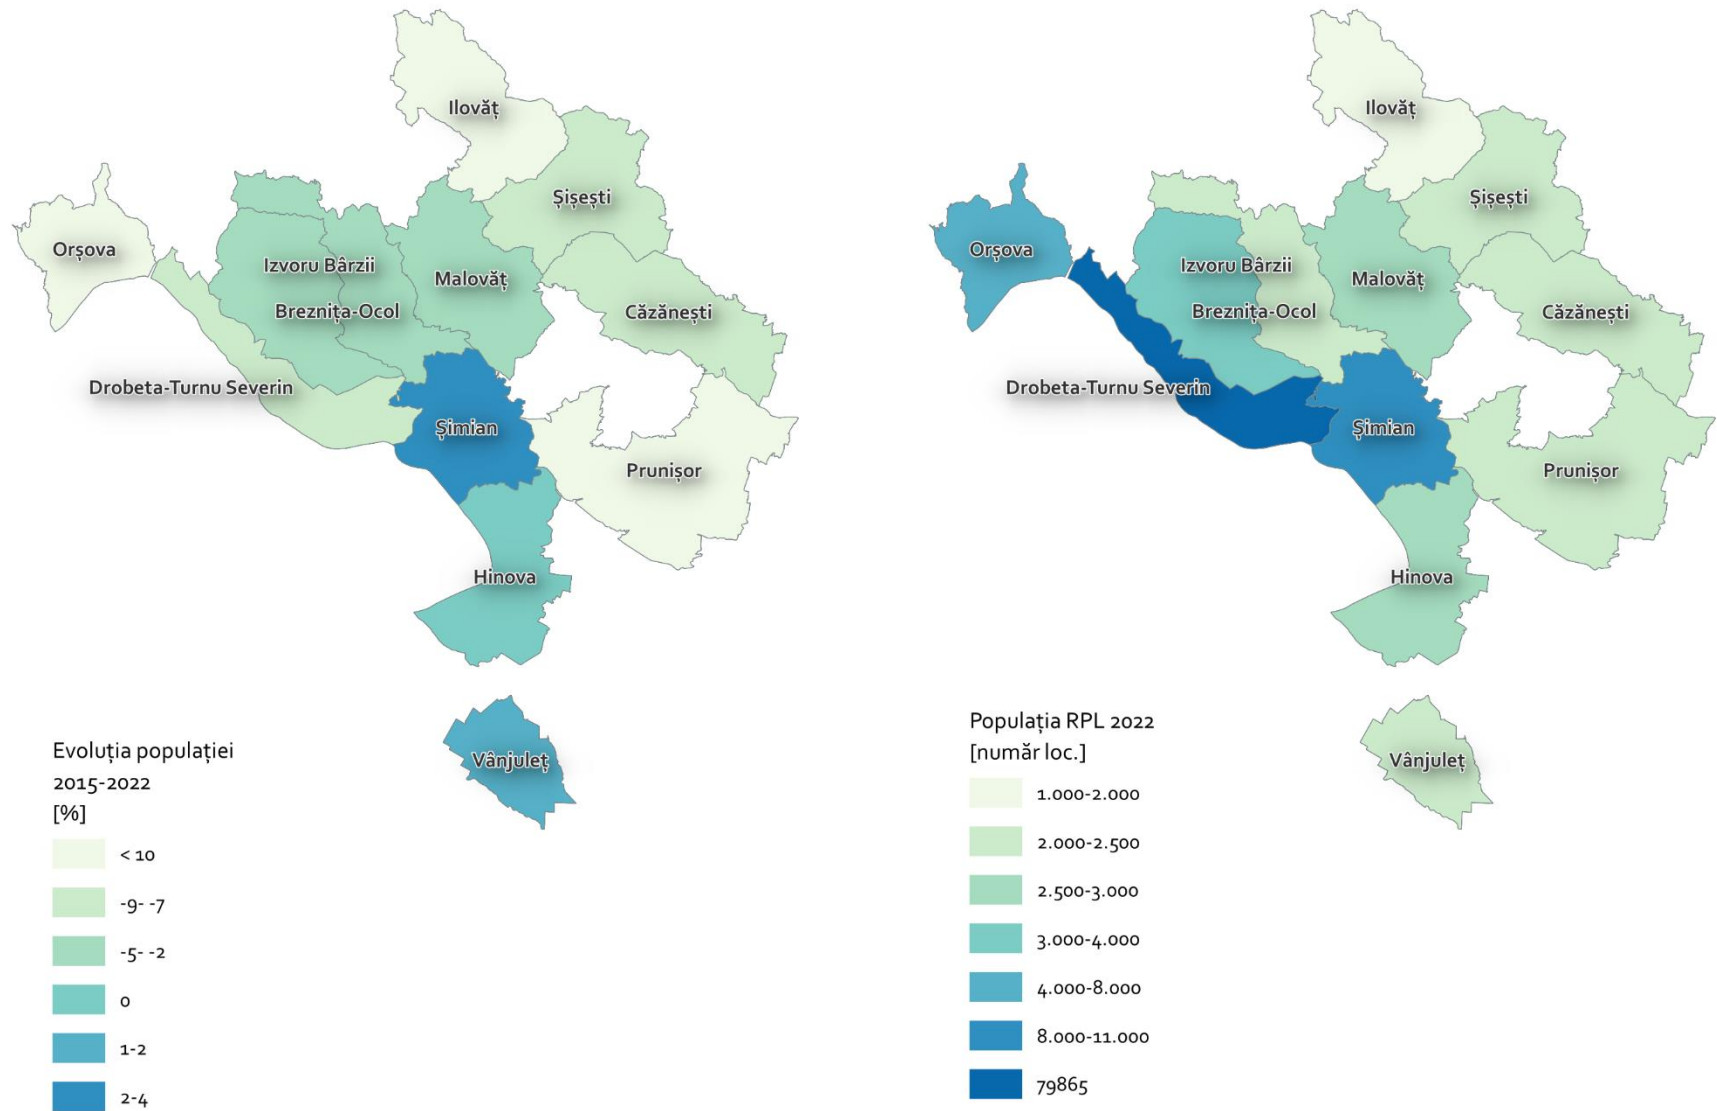 Ilovăț
Șișești
Orșova
Izvoru Bârzii
Malovăț
Breznița-Ocol
Căzănești
Drobeta-Turnu Severin
Șimian
Prunișor
Hinova
Vânjuleț
Evoluția populației
2015-2022
[%]
< 10
-9- -7
-5- -2
0
1-2
2-4
Ilovăț
Șișești
Orșova
Izvoru Bârzii
Malovăț
Breznița-Ocol
Căzănești
Drobeta-Turnu Severin
Șimian
Prunișor
Hinova
Vânjuleț
Populația RPL 2022
[număr loc.]
1.000-2.000
2.000-2.500
2.500-3.000
3.000-4.000
4.000-8.000
8.000-11.000
79865